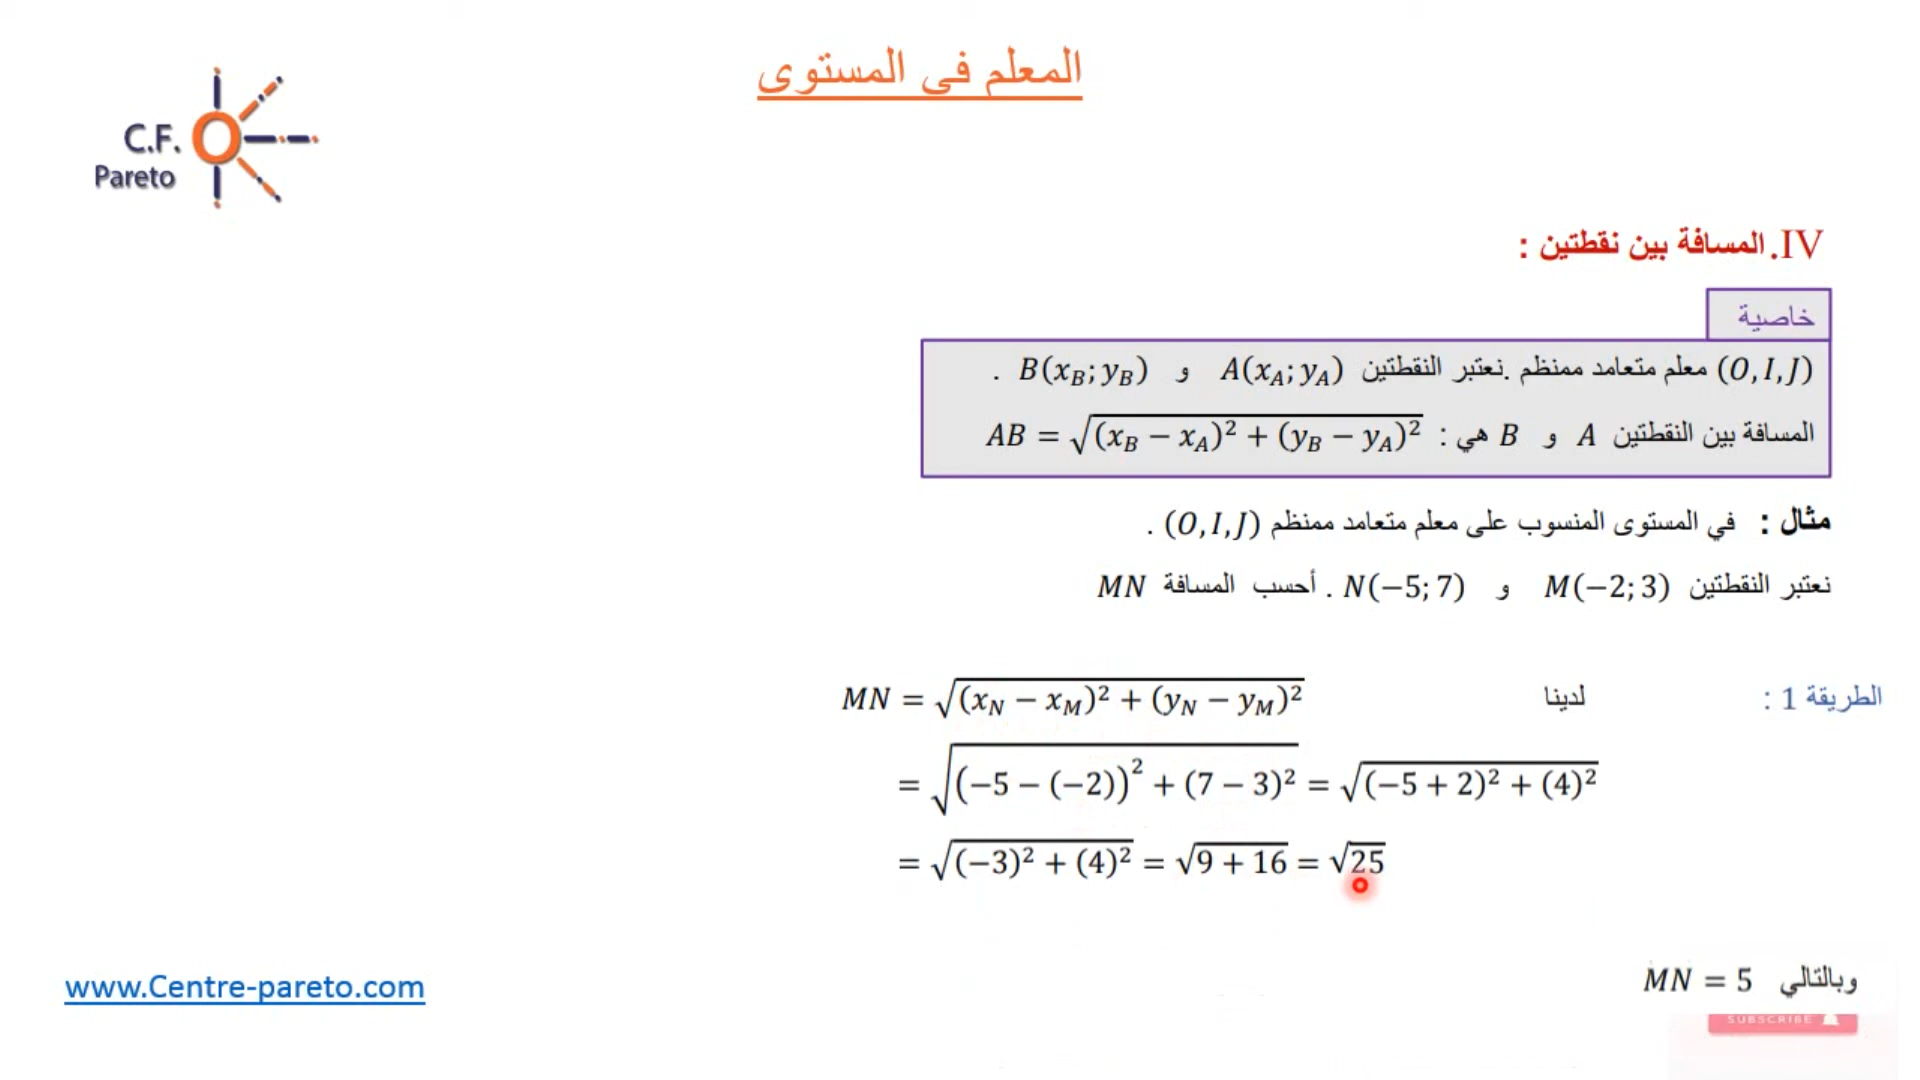 المعلم في المستوى
C.F.
Pareto
IV. المسافة بين نقطتين :
خاصية
(O, I, J) معلم متعامد ممنظم .نعتبر النقطتين A(x_A; y_A) و B(x_B; y_B) .
المسافة بين النقطتين A و B هي : AB = √((x_B − x_A)² + (y_B − y_A)²)
مثال : في المستوى المنسوب على معلم متعامد ممنظم (O, I, J) .
نعتبر النقطتين M(−2; 3) و N(−5; 7) . أحسب المسافة MN
الطريقة 1 : لدينا MN = √((x_N − x_M)² + (y_N − y_M)²)
= √((−5 − (−2))² + (7 − 3)²) = √((−5 + 2)² + (4)²)
= √((−3)² + (4)²) = √(9 + 16) = √25
وبالتالي MN = 5
www.Centre-pareto.com
SUBSCRIBE